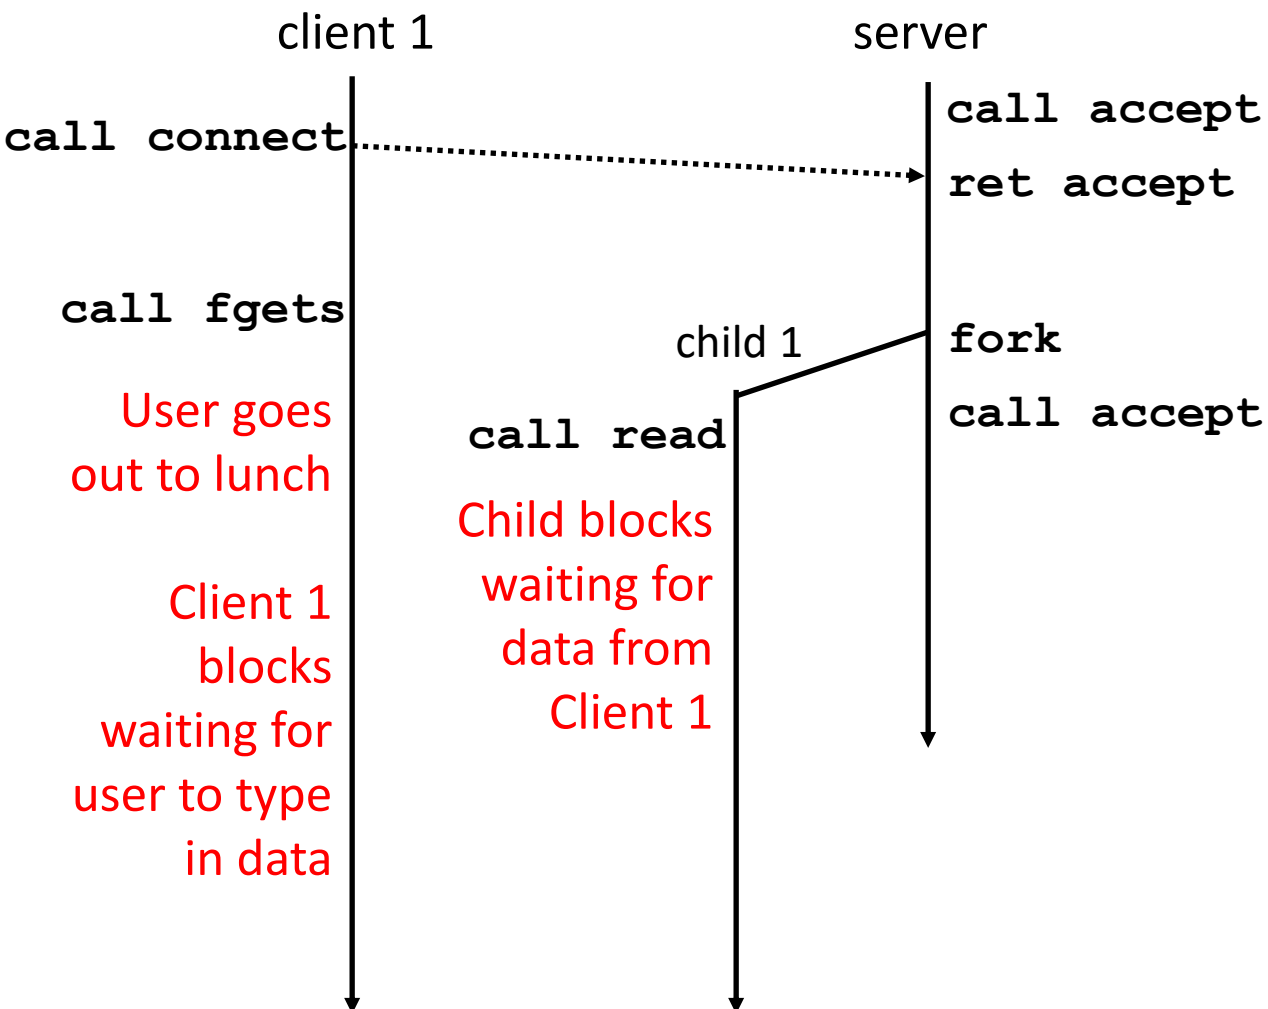 client 1
server
call connect
call accept
ret accept
call fgets
child 1
fork
call accept
call read
User goes
out to lunch
Client 1
blocks
waiting for
user to type
in data
Child blocks
waiting for
data from
Client 1